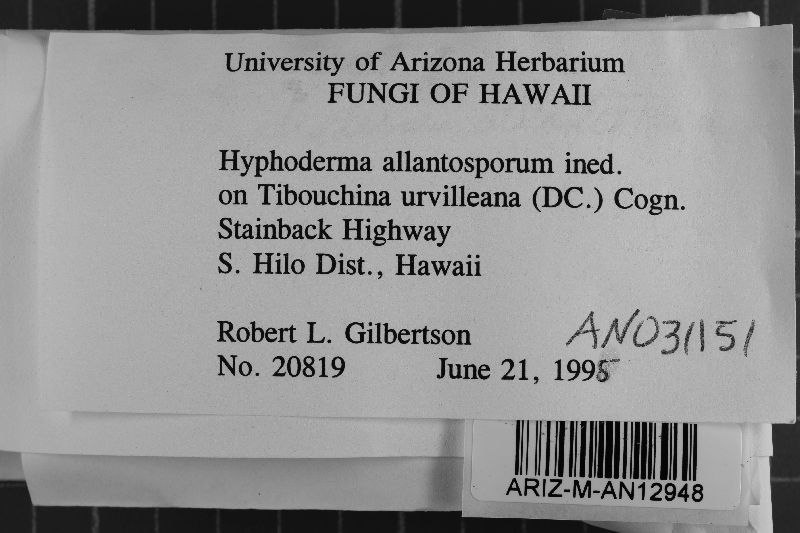 University of Arizona Herbarium
FUNGI OF HAWAII
Hyphoderma allantosporum ined.
on Tibouchina urvilleana (DC.) Cogn.
Stainback Highway
S. Hilo Dist., Hawaii
Robert L. Gilbertson
AN031151
No. 20819 June 21, 1995
ARIZ-M-AN12948